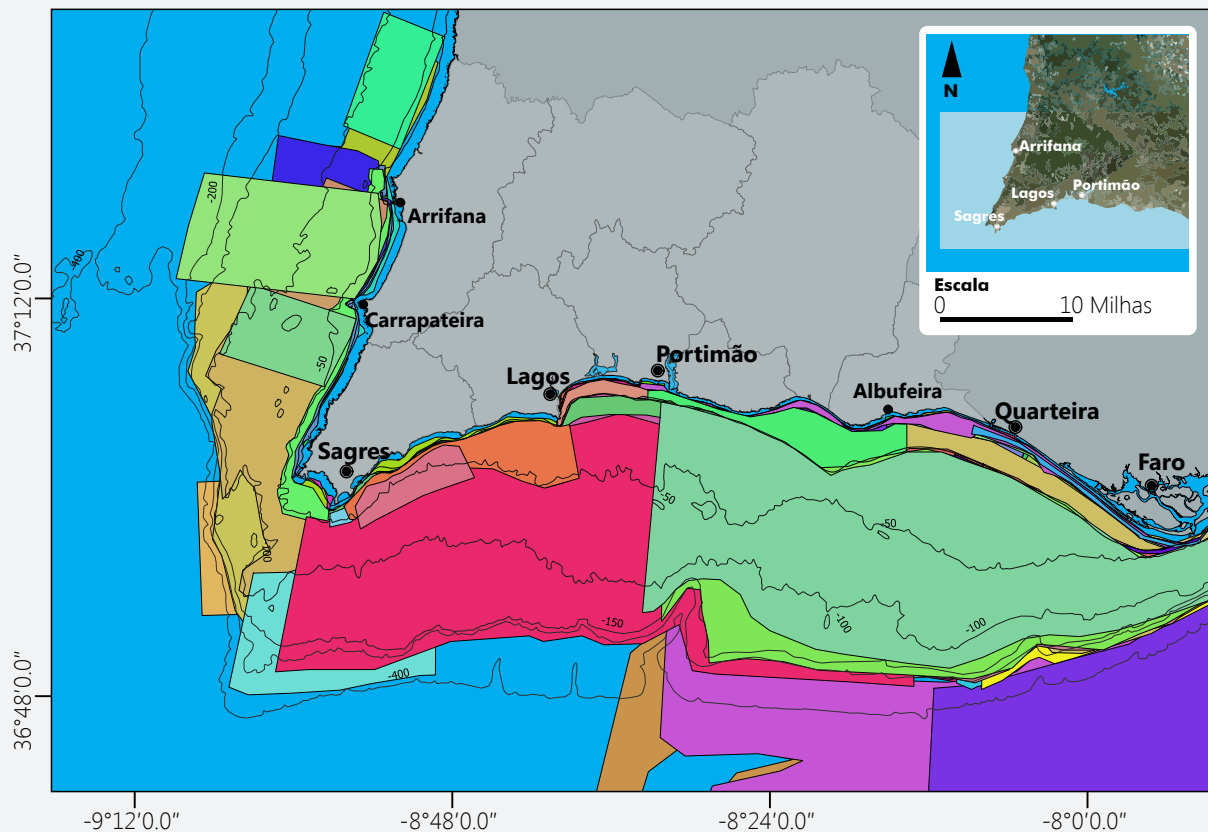 N
Arrifana
Lagos
Portimão
Sagres
Escala
0
10 Milhas
-200
-400
Arrifana
Carrapateira
-50
Portimão
Lagos
Albufeira
Quarteira
Sagres
Faro
-50
-50
-100
-100
-100
-150
-400
37°12'0.0"
36°48'0.0"
-9°12'0.0"
-8°48'0.0"
-8°24'0.0"
-8°0'0.0"